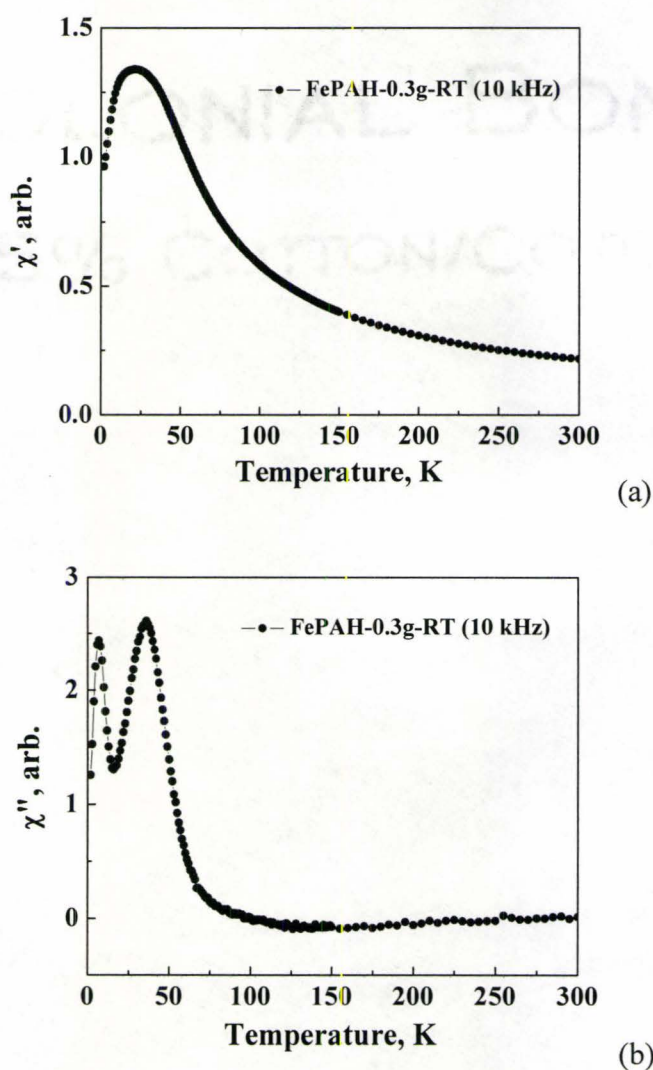 1.5
FePAH-0.3g-RT (10 kHz)
1.0
χ', arb.
0.5
0.0
0 50 100 150 200 250 300
Temperature, K
(a)
3
FePAH-0.3g-RT (10 kHz)
2
χ", arb.
1
0
0 50 100 150 200 250 300
Temperature, K
(b)